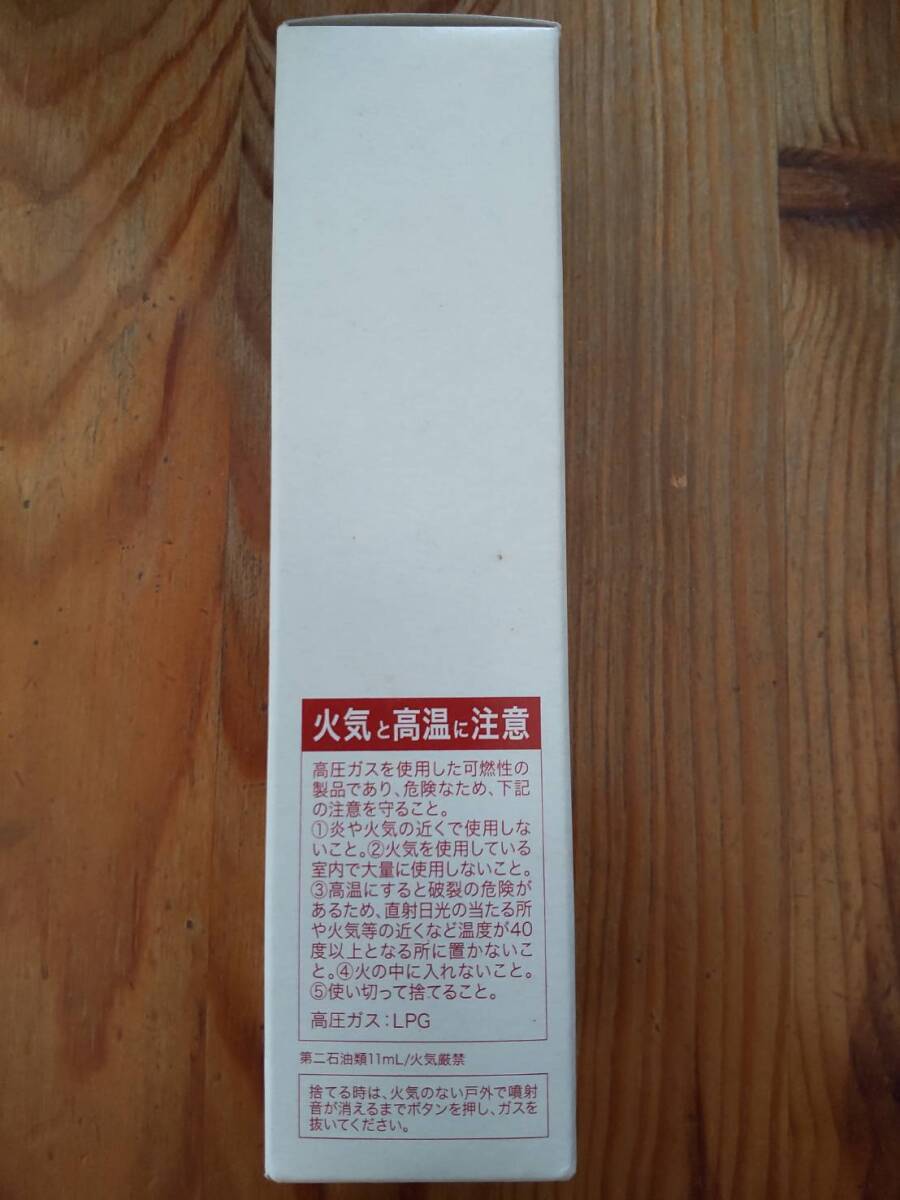 火気と高温に注意
高圧ガスを使用した可燃性の
製品であり、危険なため、下記
の注意を守ること。
①炎や火気の近くで使用しな
いこと。②火気を使用している
室内で大量に使用しないこと。
③高温にすると破裂の危険が
あるため、直射日光の当たる所
や火気等の近くなど温度が40
度以上となる所に置かないこ
と。④火の中に入れないこと。
⑤使い切って捨てること。
高圧ガス:LPG
第二石油類11mL/火気厳禁
捨てる時は、火気のない戸外で噴射
音が消えるまでボタンを押し、ガスを
抜いてください。